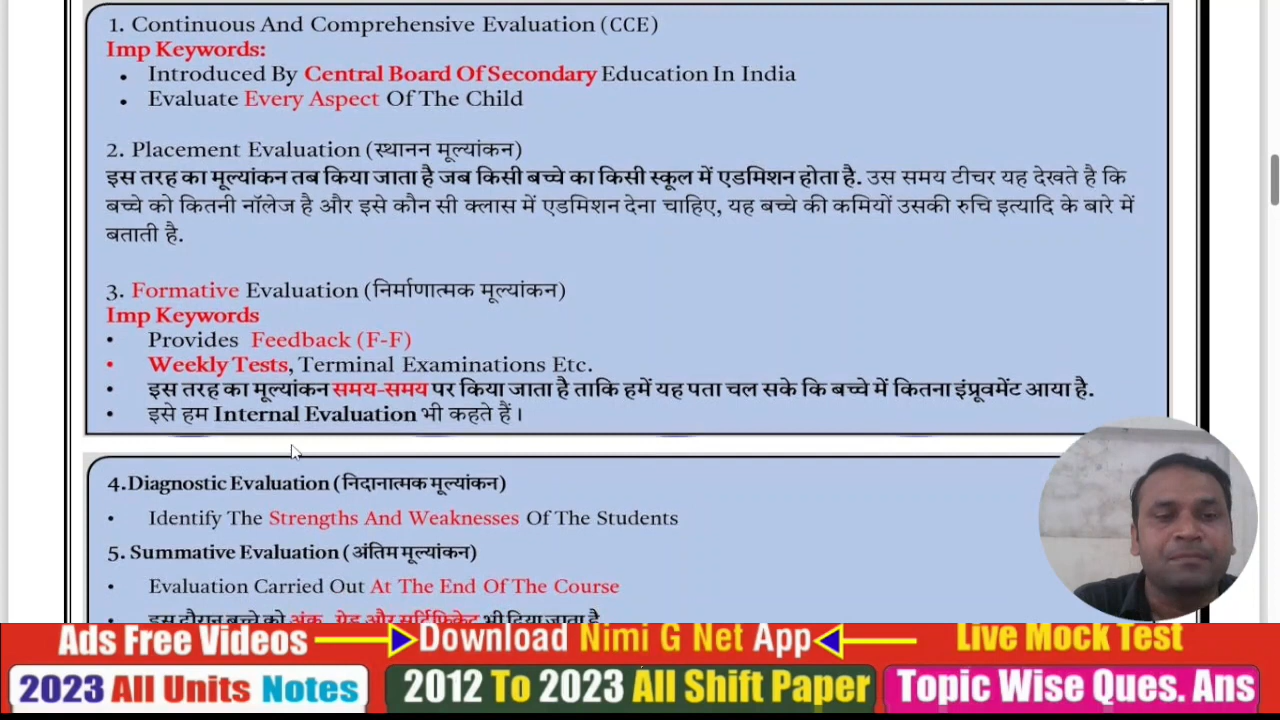 1. Continuous And Comprehensive Evaluation (CCE)
Imp Keywords:
• Introduced By Central Board Of Secondary Education In India
• Evaluate Every Aspect Of The Child
2. Placement Evaluation (स्थानन मूल्यांकन)
इस तरह का मूल्यांकन तब किया जाता है जब किसी बच्चे का किसी स्कूल में एडमिशन होता है. उस समय टीचर यह देखते है कि
बच्चे को कितनी नॉलेज है और इसे कौन सी क्लास में एडमिशन देना चाहिए, यह बच्चे की कमियों उसकी रुचि इत्यादि के बारे में
बताती है.
3. Formative Evaluation (निर्माणात्मक मूल्यांकन)
Imp Keywords
• Provides Feedback (F-F)
• Weekly Tests, Terminal Examinations Etc.
• इस तरह का मूल्यांकन समय-समय पर किया जाता है ताकि हमें यह पता चल सके कि बच्चे में कितना इंप्रूवमेंट आया है.
• इसे हम Internal Evaluation भी कहते हैं।
4.Diagnostic Evaluation (निदानात्मक मूल्यांकन)
• Identify The Strengths And Weaknesses Of The Students
5. Summative Evaluation (अंतिम मूल्यांकन)
• Evaluation Carried Out At The End Of The Course
• इस दौरान बच्चे को अंक, ग्रेड और सर्टिफिकेट भी दिया जाता है
Ads Free Videos Download Nimi G Net App Live Mock Test
2023 All Units Notes 2012 To 2023 All Shift Paper Topic Wise Ques. Ans